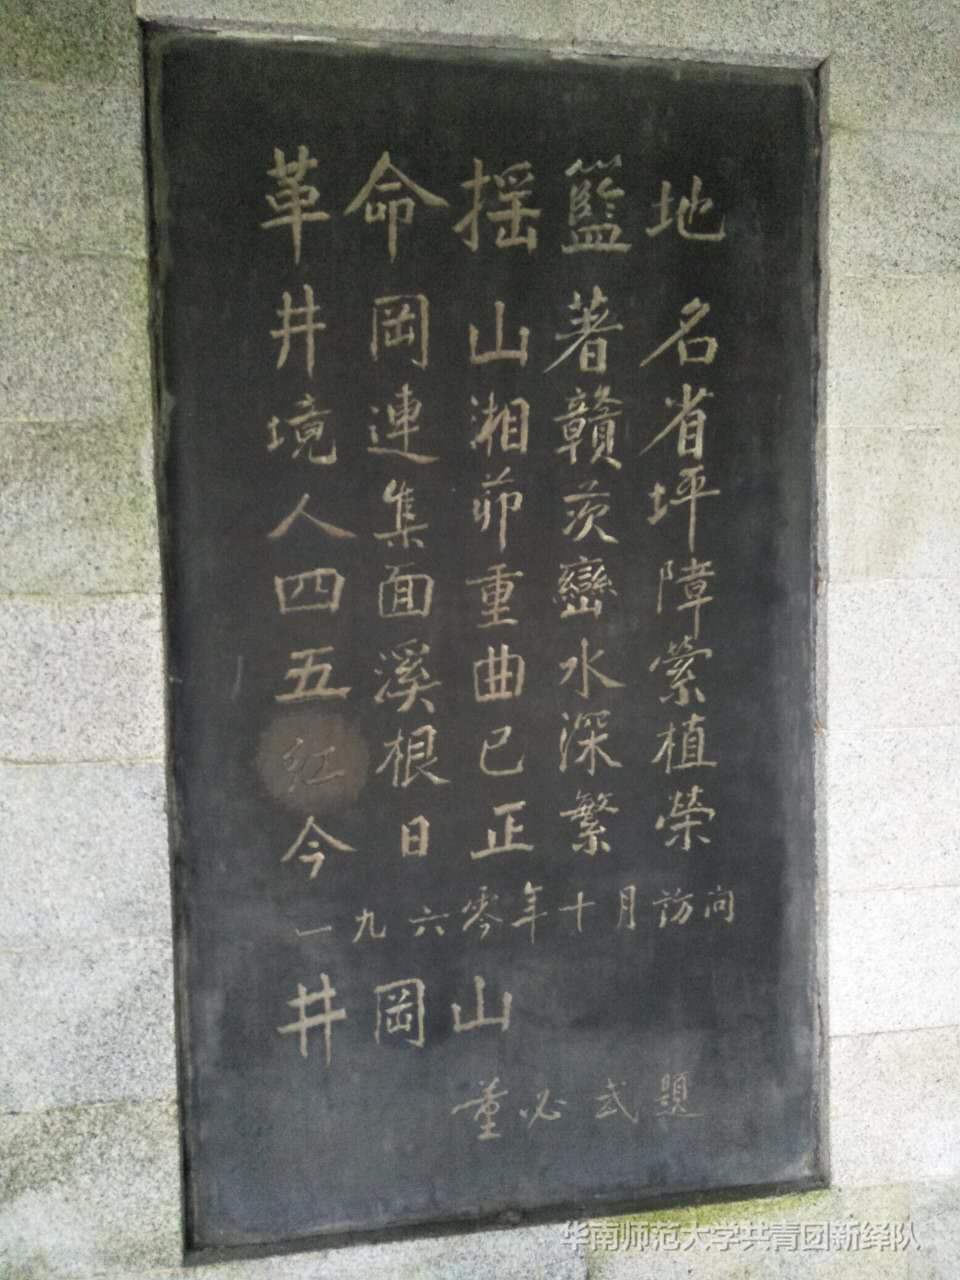 革命揺籃地
井岡山著名
境連湘贛省
人集茆茨坪
四面重巒障
五溪曲水縈
紅根已深植
今日正繁榮
一九六零年十月訪问
井岡山
董必武題
华南师范大学共青团新绎队